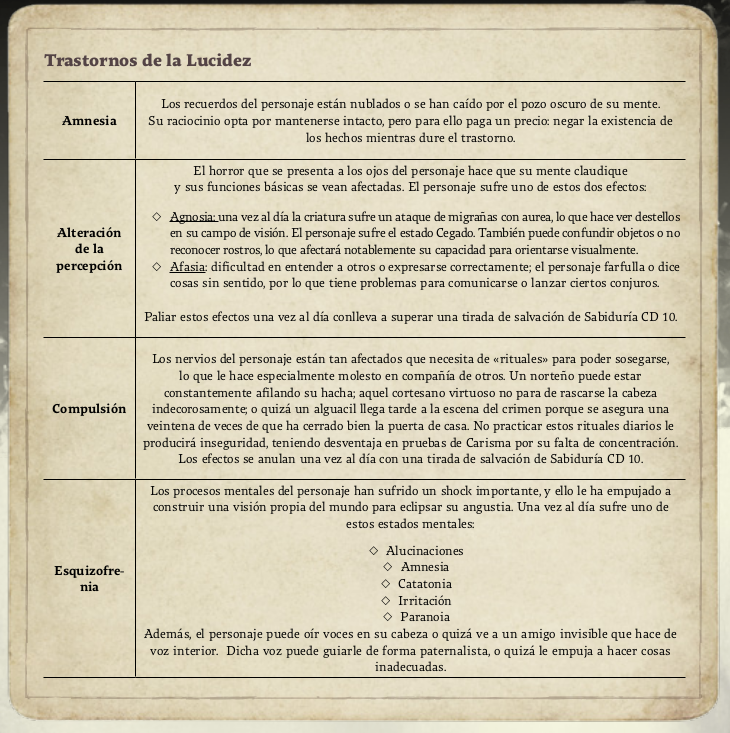 Trastornos de la Lucidez
Amnesia
Los recuerdos del personaje están nublados o se han caído por el pozo oscuro de su mente.
Su raciocinio opta por mantenerse intacto, pero para ello paga un precio: negar la existencia de
los hechos mientras dure el trastorno.
Alteración
de la
percepción
El horror que se presenta a los ojos del personaje hace que su mente claudique
y sus funciones básicas se vean afectadas. El personaje sufre uno de estos dos efectos:
◇ Agnosia: una vez al día la criatura sufre un ataque de migrañas con aurea, lo que hace ver destellos
en su campo de visión. El personaje sufre el estado Cegado. También puede confundir objetos o no
reconocer rostros, lo que afectará notablemente su capacidad para orientarse visualmente.
◇ Afasia: dificultad en entender a otros o expresarse correctamente; el personaje farfulla o dice
cosas sin sentido, por lo que tiene problemas para comunicarse o lanzar ciertos conjuros.
Paliar estos efectos una vez al día conlleva a superar una tirada de salvación de Sabiduría CD 10.
Compulsión
Los nervios del personaje están tan afectados que necesita de «rituales» para poder sosegarse,
lo que le hace especialmente molesto en compañía de otros. Un norteño puede estar
constantemente afilando su hacha; aquel cortesano virtuoso no para de rascarse la cabeza
indecorosamente; o quizá un alguacil llega tarde a la escena del crimen porque se asegura una
veintena de veces de que ha cerrado bien la puerta de casa. No practicar estos rituales diarios le
producirá inseguridad, teniendo desventaja en pruebas de Carisma por su falta de concentración.
Los efectos se anulan una vez al día con una tirada de salvación de Sabiduría CD 10.
Esquizofre-
nia
Los procesos mentales del personaje han sufrido un shock importante, y ello le ha empujado a
construir una visión propia del mundo para eclipsar su angustia. Una vez al día sufre uno de
estos estados mentales:
◇ Alucinaciones
◇ Amnesia
◇ Catatonia
◇ Irritación
◇ Paranoia
Además, el personaje puede oír voces en su cabeza o quizá ve a un amigo invisible que hace de
voz interior. Dicha voz puede guiarle de forma paternalista, o quizá le empuja a hacer cosas
inadecuadas.